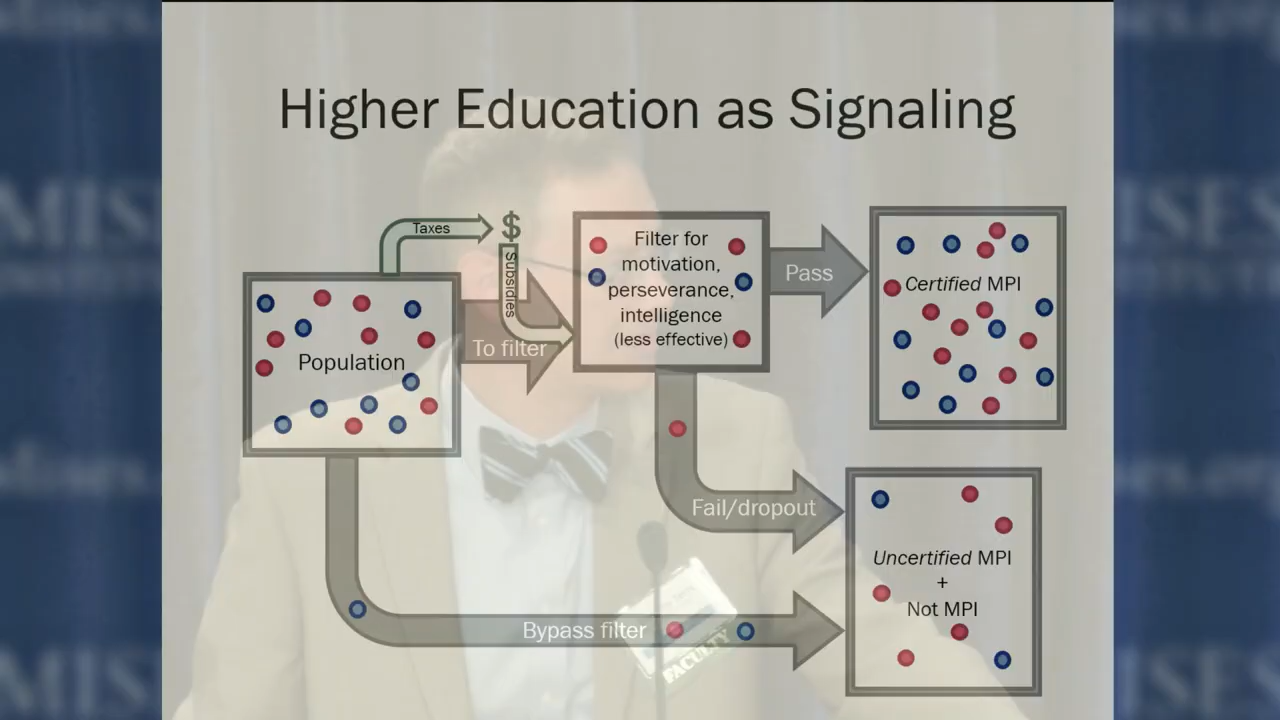 Higher Education as Signaling
Taxes
$
Subsidies
Population
To filter
Filter for
motivation,
perseverance,
intelligence
(less effective)
Pass
Certified MPI
Fail/dropout
Uncertified MPI
+
Not MPI
Bypass filter
FACULTY